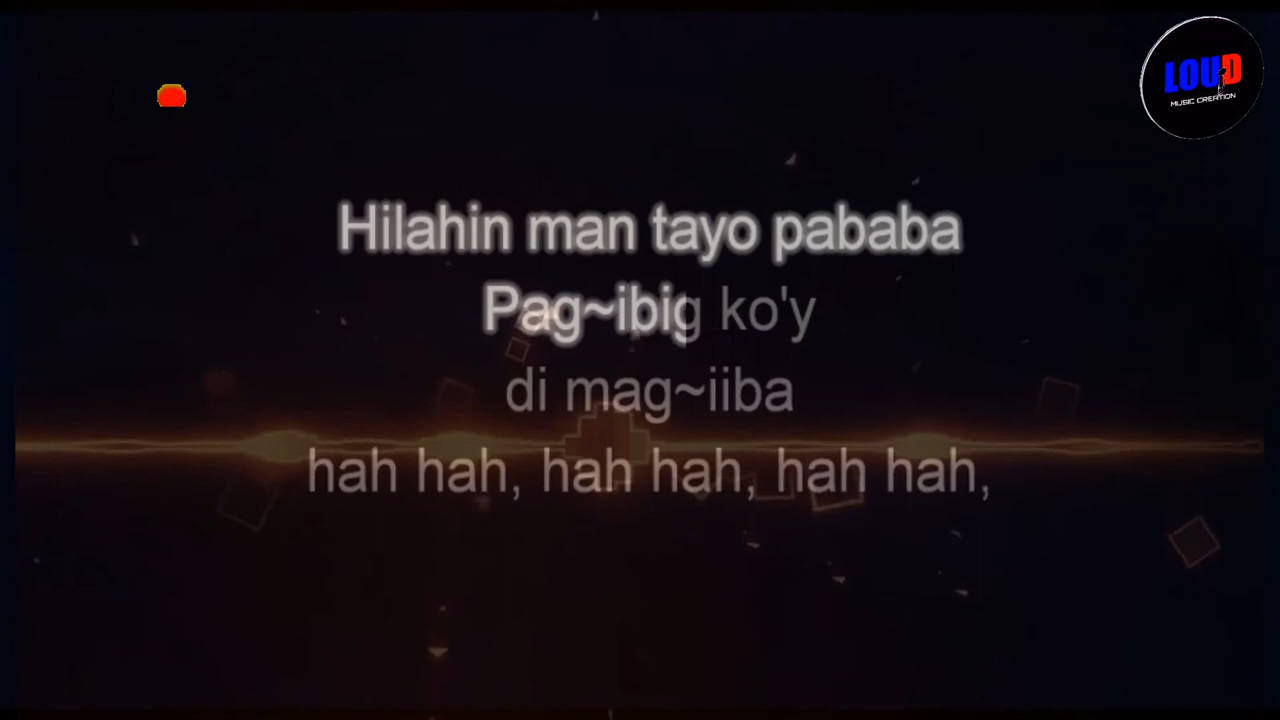 LOUD
MUSIC CREATION
Hilahin man tayo pababa
Pag~ibig ko'y
di mag~iiba
hah hah, hah hah, hah hah,